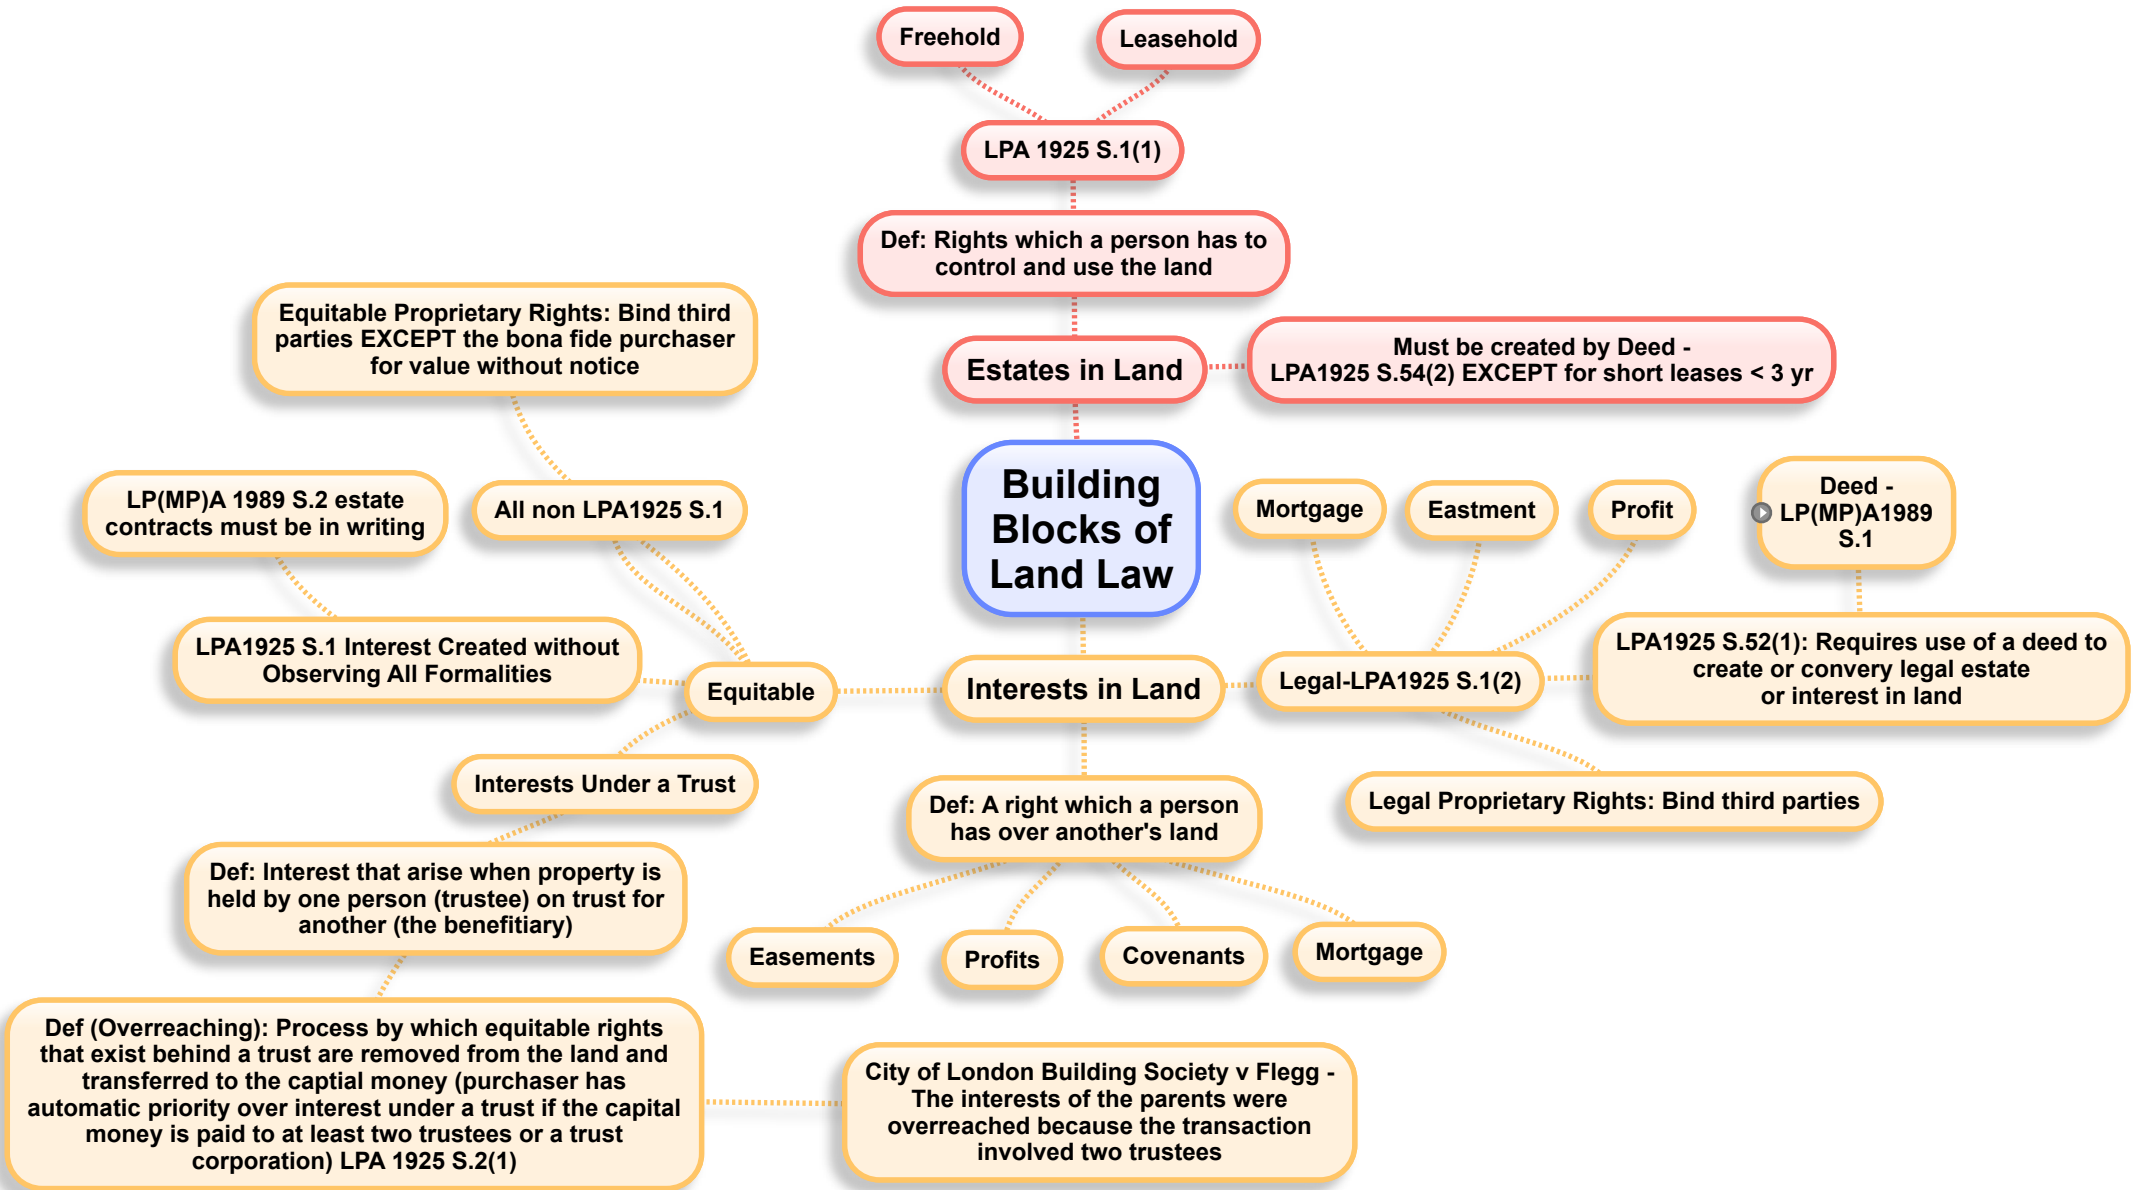 Freehold
Leasehold
LPA 1925 S.1(1)
Def: Rights which a person has to
control and use the land
Equitable Proprietary Rights: Bind third
parties EXCEPT the bona fide purchaser
for value without notice
Estates in Land
Must be created by Deed -
LPA1925 S.54(2) EXCEPT for short leases < 3 yr
Building
Blocks of
Land Law
LP(MP)A 1989 S.2 estate
contracts must be in writing
All non LPA1925 S.1
Mortgage
Eastment
Profit
Deed -
LP(MP)A1989
S.1
LPA1925 S.1 Interest Created without
Observing All Formalities
Equitable
Interests in Land
Legal-LPA1925 S.1(2)
LPA1925 S.52(1): Requires use of a deed to
create or convery legal estate
or interest in land
Interests Under a Trust
Def: A right which a person
has over another's land
Legal Proprietary Rights: Bind third parties
Def: Interest that arise when property is
held by one person (trustee) on trust for
another (the benefitiary)
Easements
Profits
Covenants
Mortgage
Def (Overreaching): Process by which equitable rights
that exist behind a trust are removed from the land and
transferred to the captial money (purchaser has
automatic priority over interest under a trust if the capital
money is paid to at least two trustees or a trust
corporation) LPA 1925 S.2(1)
City of London Building Society v Flegg -
The interests of the parents were
overreached because the transaction
involved two trustees